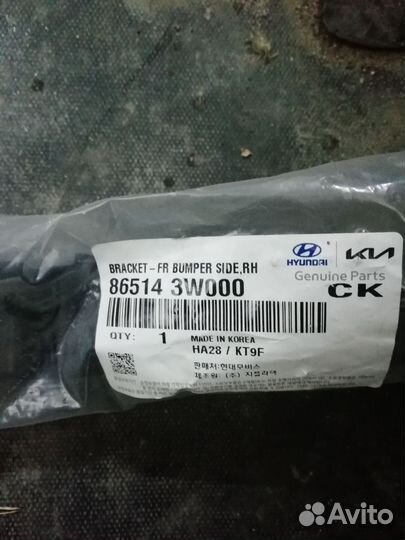 BRACKET-FR BUMPER SIDE,RH
86514 3W000
HYUNDAI KIA
Genuine Parts
CK
QTY: 1 MADE IN KOREA
HA28 / KT9F
판매처:현대모비스
Avito